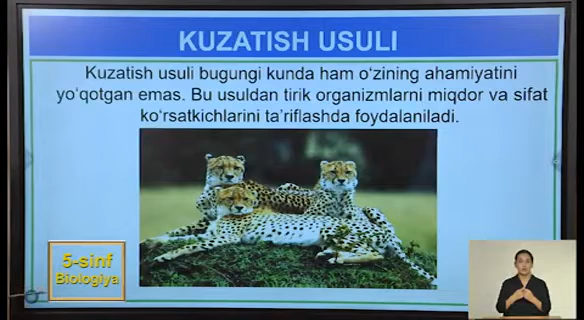 KUZATISH USULI
Kuzatish usuli bugungi kunda ham o‘zining ahamiyatini
yo‘qotgan emas. Bu usuldan tirik organizmlarni miqdor va sifat
ko‘rsatkichlarini ta’riflashda foydalaniladi.
5-sinf
Biologiya